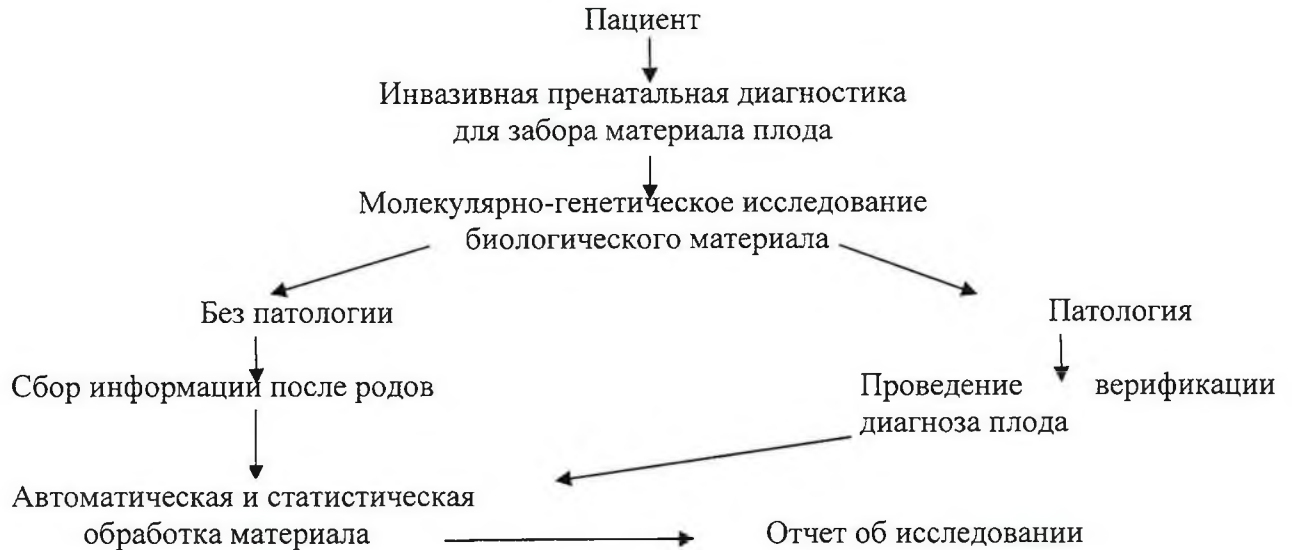 Пациент
Инвазивная пренатальная диагностика
для забора материала плода
Молекулярно-генетическое исследование
биологического материала
Без патологии
Патология
Сбор информации после родов
Проведение верификации
диагноза плода
Автоматическая и статистическая
обработка материала
Отчет об исследовании